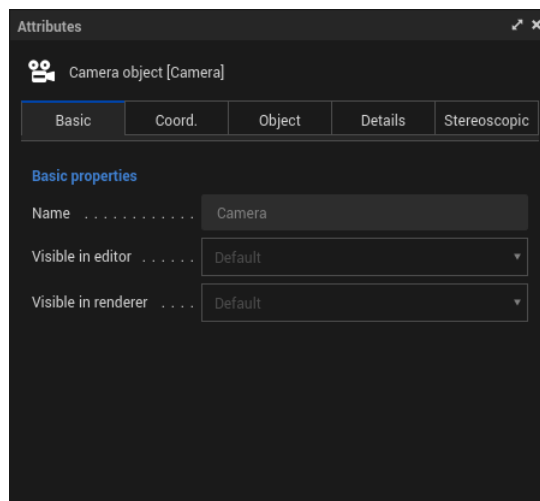 Attributes
Camera object [Camera]
Basic Coord. Object Details Stereoscopic
Basic properties
Name . . . . . . . . . . . . Camera
Visible in editor . . . . . . Default
Visible in renderer . . . . Default